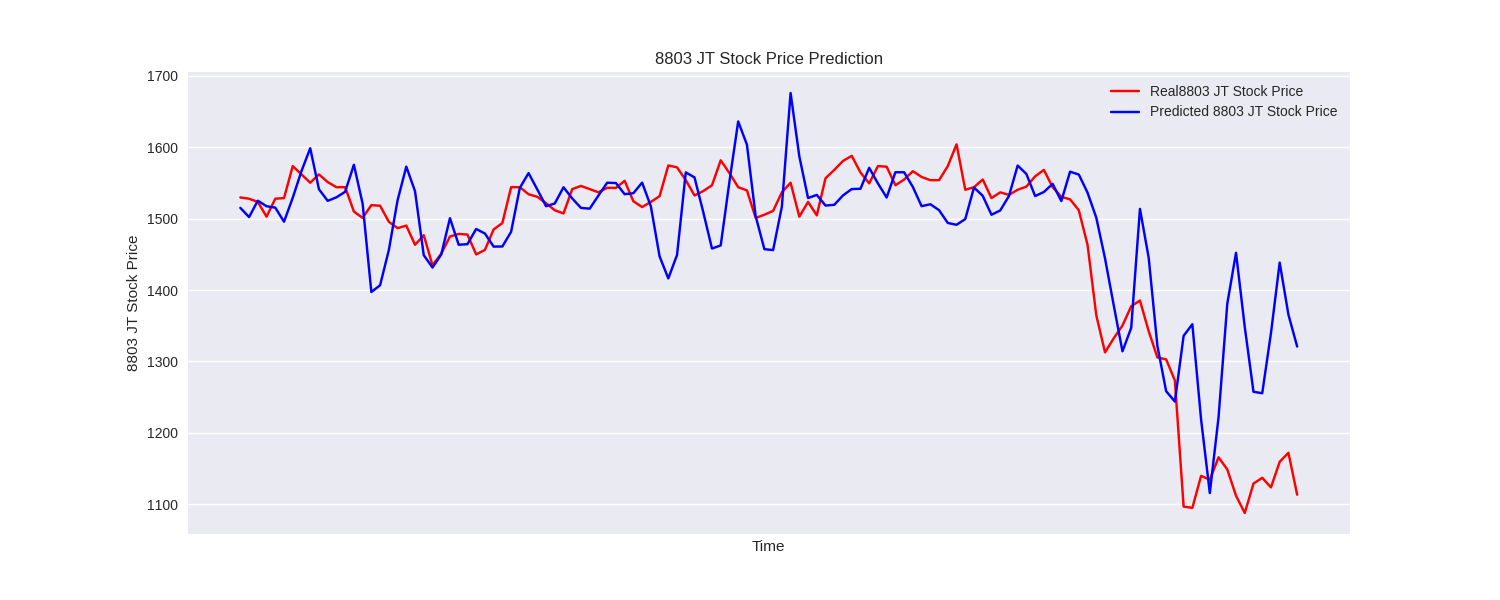 8803 JT Stock Price Prediction
Real8803 JT Stock Price
Predicted 8803 JT Stock Price
8803 JT Stock Price
1700
1600
1500
1400
1300
1200
1100
Time